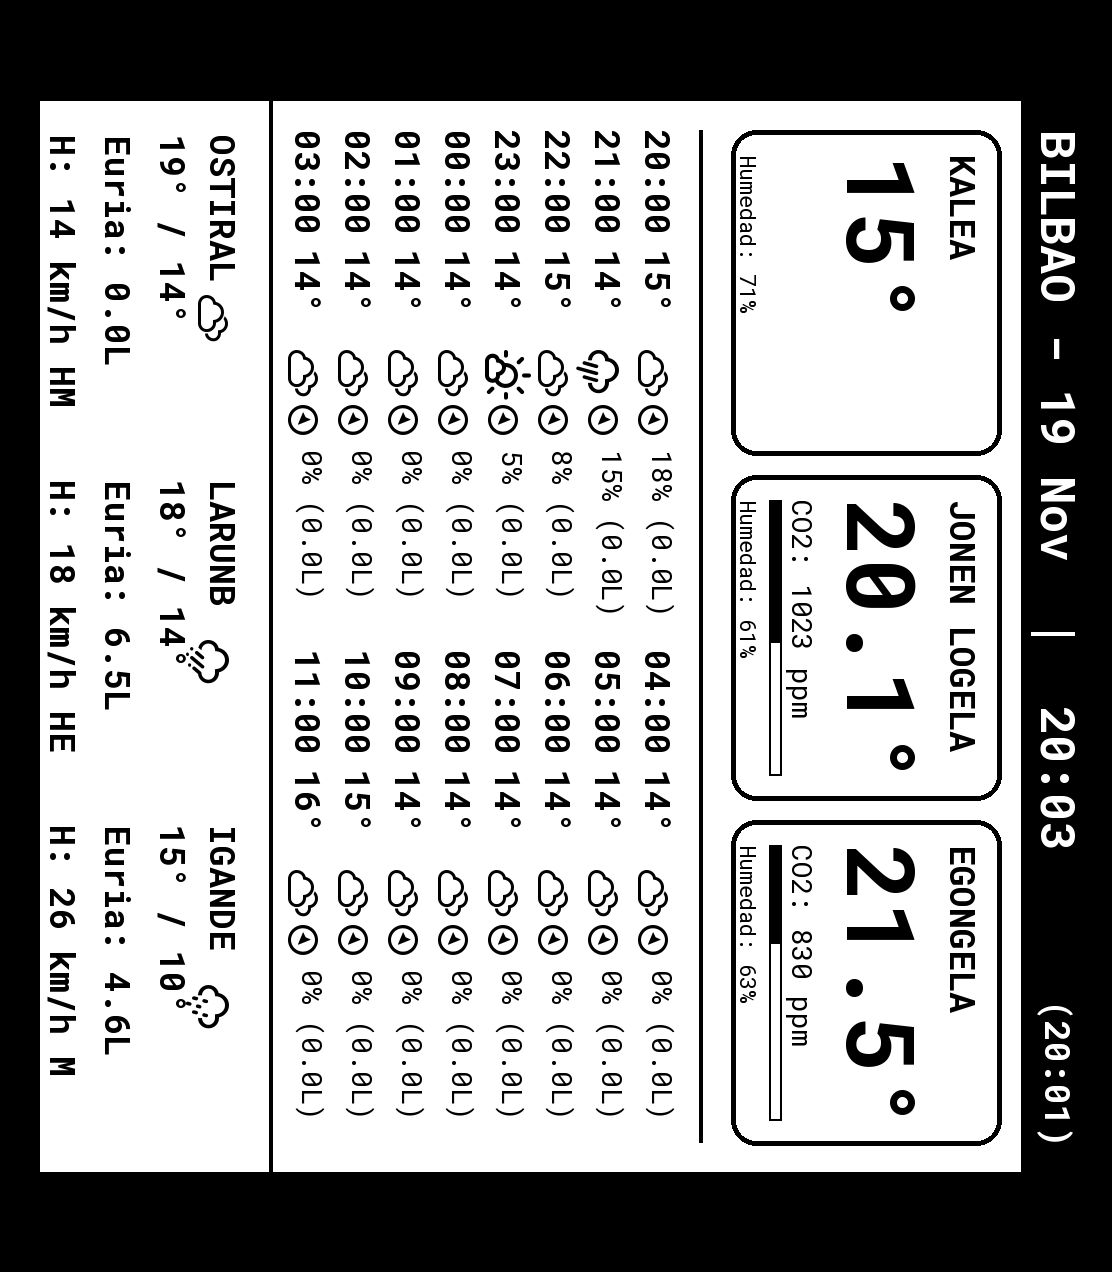 BILBAO - 19 Nov | 20:03 (20:01)
KALEA
15°
Humedad: 71%
JONEN LOGELA
20.1°
CO2: 1023 ppm
Humedad: 61%
EGONGELA
21.5°
CO2: 830 ppm
Humedad: 63%
20:00 15° 18% (0.0L)
21:00 14° 15% (0.0L)
22:00 15° 8% (0.0L)
23:00 14° 5% (0.0L)
00:00 14° 0% (0.0L)
01:00 14° 0% (0.0L)
02:00 14° 0% (0.0L)
03:00 14° 0% (0.0L)
04:00 14° 0% (0.0L)
05:00 14° 0% (0.0L)
06:00 14° 0% (0.0L)
07:00 14° 0% (0.0L)
08:00 14° 0% (0.0L)
09:00 14° 0% (0.0L)
10:00 15° 0% (0.0L)
11:00 16° 0% (0.0L)
OSTIRAL
19° / 14°
Euria: 0.0L
H: 14 km/h HM
LARUNB
18° / 14°
Euria: 6.5L
H: 18 km/h HE
IGANDE
15° / 10°
Euria: 4.6L
H: 26 km/h M